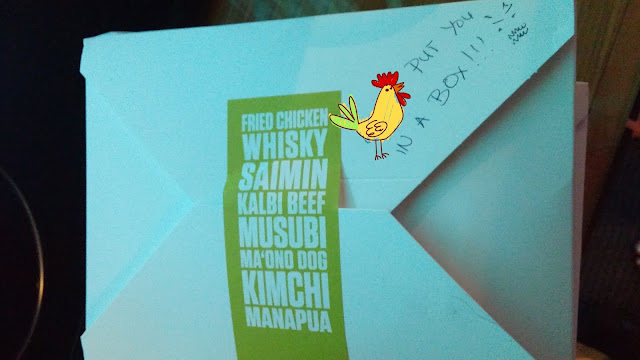 PUT YOU
IN A BOX!!!
FRIED CHICKEN
WHISKY
SAIMIN
KALBI BEEF
MUSUBI
MA'ONO DOG
KIMCHI
MANAPUA